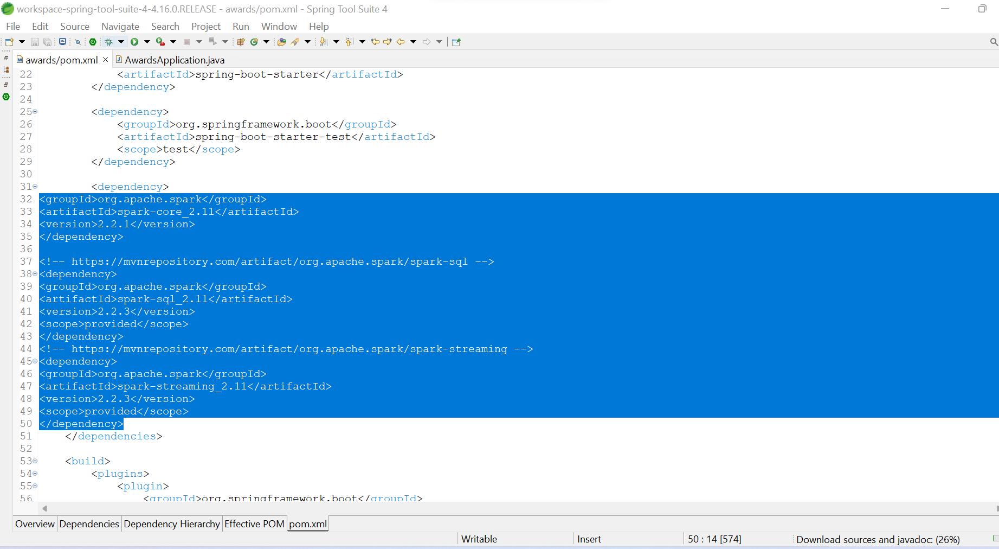 workspace-spring-tool-suite-4-4.16.0.RELEASE - awards/pom.xml - Spring Tool Suite 4
File Edit Source Navigate Search Project Run Window Help
awards/pom.xml AwardsApplication.java
22 <artifactId>spring-boot-starter</artifactId>
23 </dependency>
24
25 <dependency>
26 <groupId>org.springframework.boot</groupId>
27 <artifactId>spring-boot-starter-test</artifactId>
28 <scope>test</scope>
29 </dependency>
30
31 <dependency>
32 <groupId>org.apache.spark</groupId>
33 <artifactId>spark-core_2.11</artifactId>
34 <version>2.2.1</version>
35 </dependency>
36
37 <!-- https://mvnrepository.com/artifact/org.apache.spark/spark-sql -->
38 <dependency>
39 <groupId>org.apache.spark</groupId>
40 <artifactId>spark-sql_2.11</artifactId>
41 <version>2.2.3</version>
42 <scope>provided</scope>
43 </dependency>
44 <!-- https://mvnrepository.com/artifact/org.apache.spark/spark-streaming -->
45 <dependency>
46 <groupId>org.apache.spark</groupId>
47 <artifactId>spark-streaming_2.11</artifactId>
48 <version>2.2.3</version>
49 <scope>provided</scope>
50 </dependency>
51 </dependencies>
52
53 <build>
54 <plugins>
55 <plugin>
56 <groupId>org.springframework.boot</groupId>
Overview Dependencies Dependency Hierarchy Effective POM pom.xml
Writable Insert 50 : 14 [574] Download sources and javadoc: (26%)